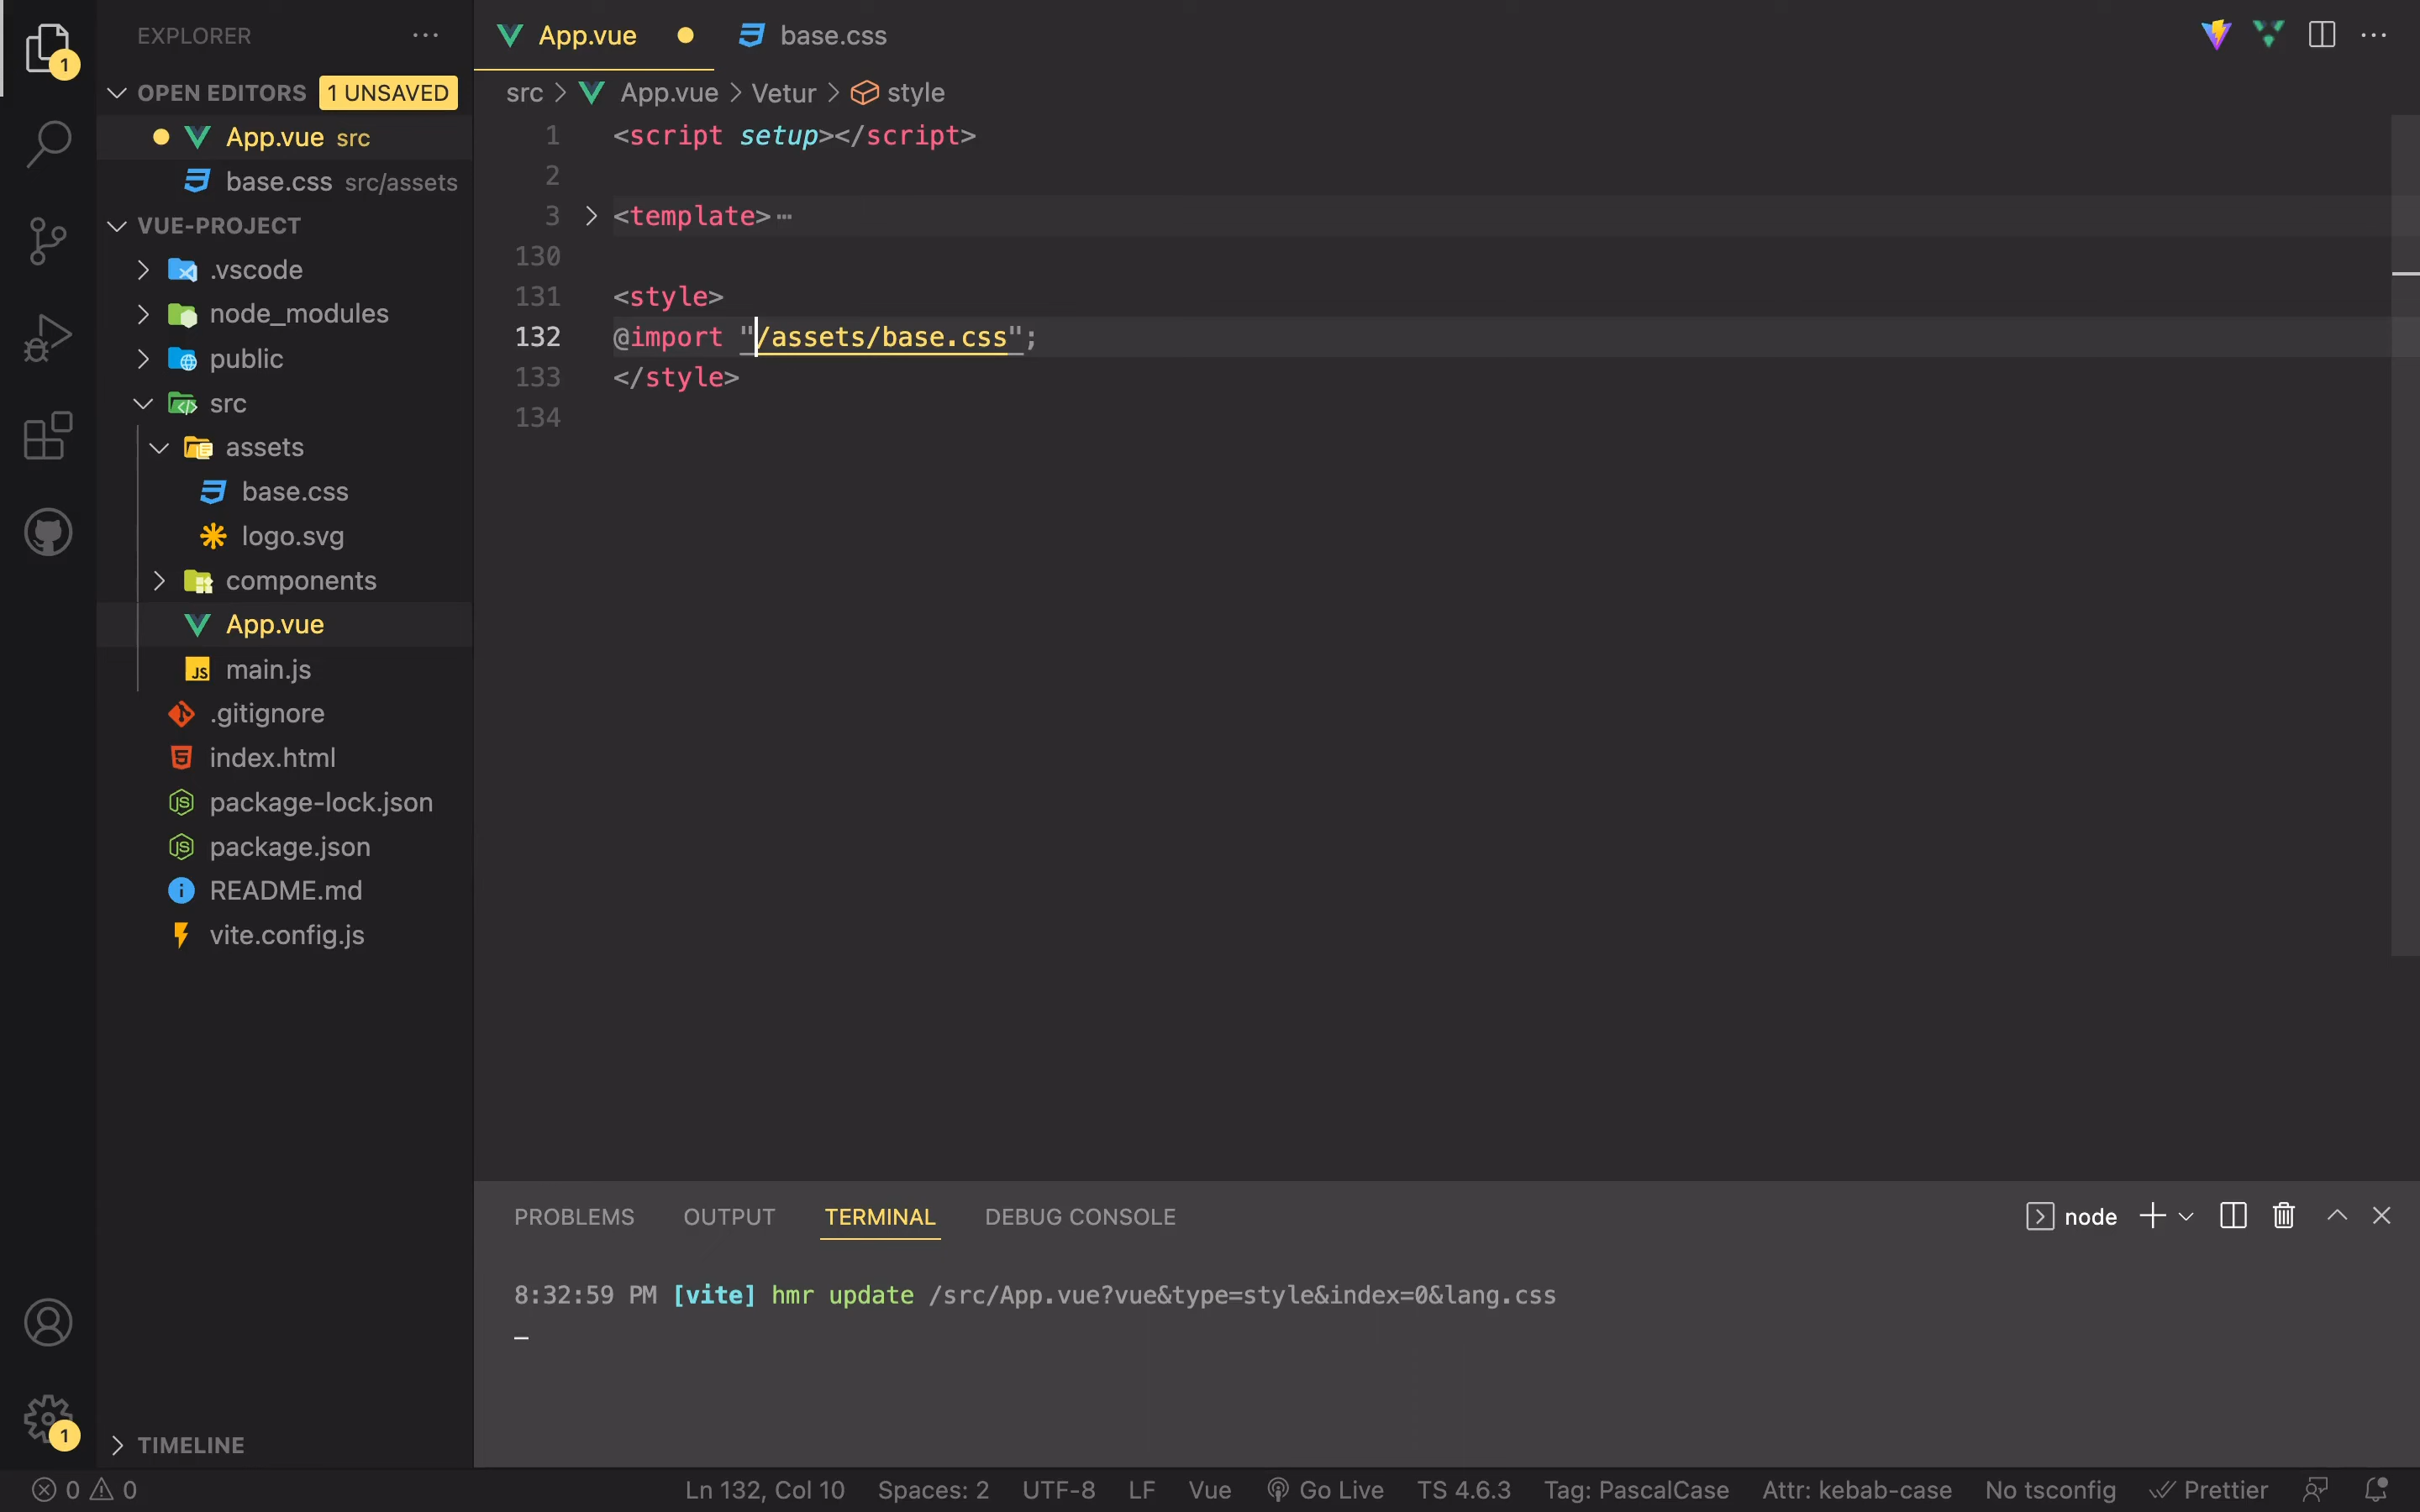 1
EXPLORER
OPEN EDITORS 1 UNSAVED
App.vue src
base.css src/assets
VUE-PROJECT
.vscode
node_modules
public
src
assets
base.css
logo.svg
components
App.vue
JS main.js
.gitignore
index.html
package-lock.json
package.json
README.md
vite.config.js
1
TIMELINE
App.vue
base.css
src > App.vue > Vetur > style
1 <script setup></script>
2
3 <template>⋯
130
131 <style>
132 @import "/assets/base.css";
133 </style>
134
PROBLEMS OUTPUT TERMINAL DEBUG CONSOLE
node
8:32:59 PM [vite] hmr update /src/App.vue?vue&type=style&index=0&lang.css
0 0
Ln 132, Col 10 Spaces: 2 UTF-8 LF Vue Go Live TS 4.6.3 Tag: PascalCase Attr: kebab-case No tsconfig Prettier